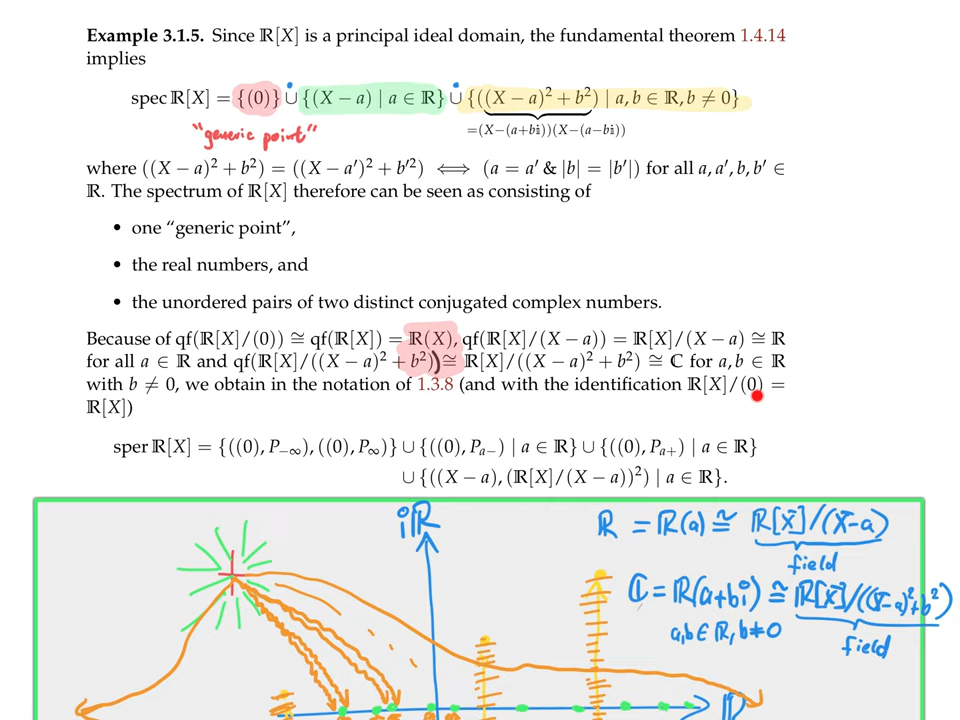 Example 3.1.5. Since ℝ[X] is a principal ideal domain, the fundamental theorem 1.4.14
implies
spec ℝ[X] = {(0)} ∪̇ {(X − a) | a ∈ ℝ} ∪̇ {((X − a)² + b²) | a, b ∈ ℝ, b ≠ 0}
=(X−(a+bi))(X−(a−bi))
"generic point"
where ((X − a)² + b²) = ((X − a′)² + b′²) ⟺ (a = a′ & |b| = |b′|) for all a, a′, b, b′ ∈
ℝ. The spectrum of ℝ[X] therefore can be seen as consisting of
• one “generic point”,
• the real numbers, and
• the unordered pairs of two distinct conjugated complex numbers.
Because of qf(ℝ[X]/(0)) ≅ qf(ℝ[X]) = ℝ(X), qf(ℝ[X]/(X − a)) = ℝ[X]/(X − a) ≅ ℝ
for all a ∈ ℝ and qf(ℝ[X]/((X − a)² + b²)) ≅ ℝ[X]/((X − a)² + b²) ≅ ℂ for a, b ∈ ℝ
with b ≠ 0, we obtain in the notation of 1.3.8 (and with the identification ℝ[X]/(0) =
ℝ[X])
sper ℝ[X] = {((0), P₋∞), ((0), P∞)} ∪ {((0), Pₐ₋) | a ∈ ℝ} ∪ {((0), Pₐ₊) | a ∈ ℝ}
∪ {((X − a), (ℝ[X]/(X − a))²) | a ∈ ℝ}.
iℝ
ℝ = ℝ(a) ≅ ℝ[X]/(X−a)
field
ℂ = ℝ(a+bi) ≅ ℝ[X]/((X−a)²+b²)
a,b ∈ ℝ, b≠0
field
ℝ